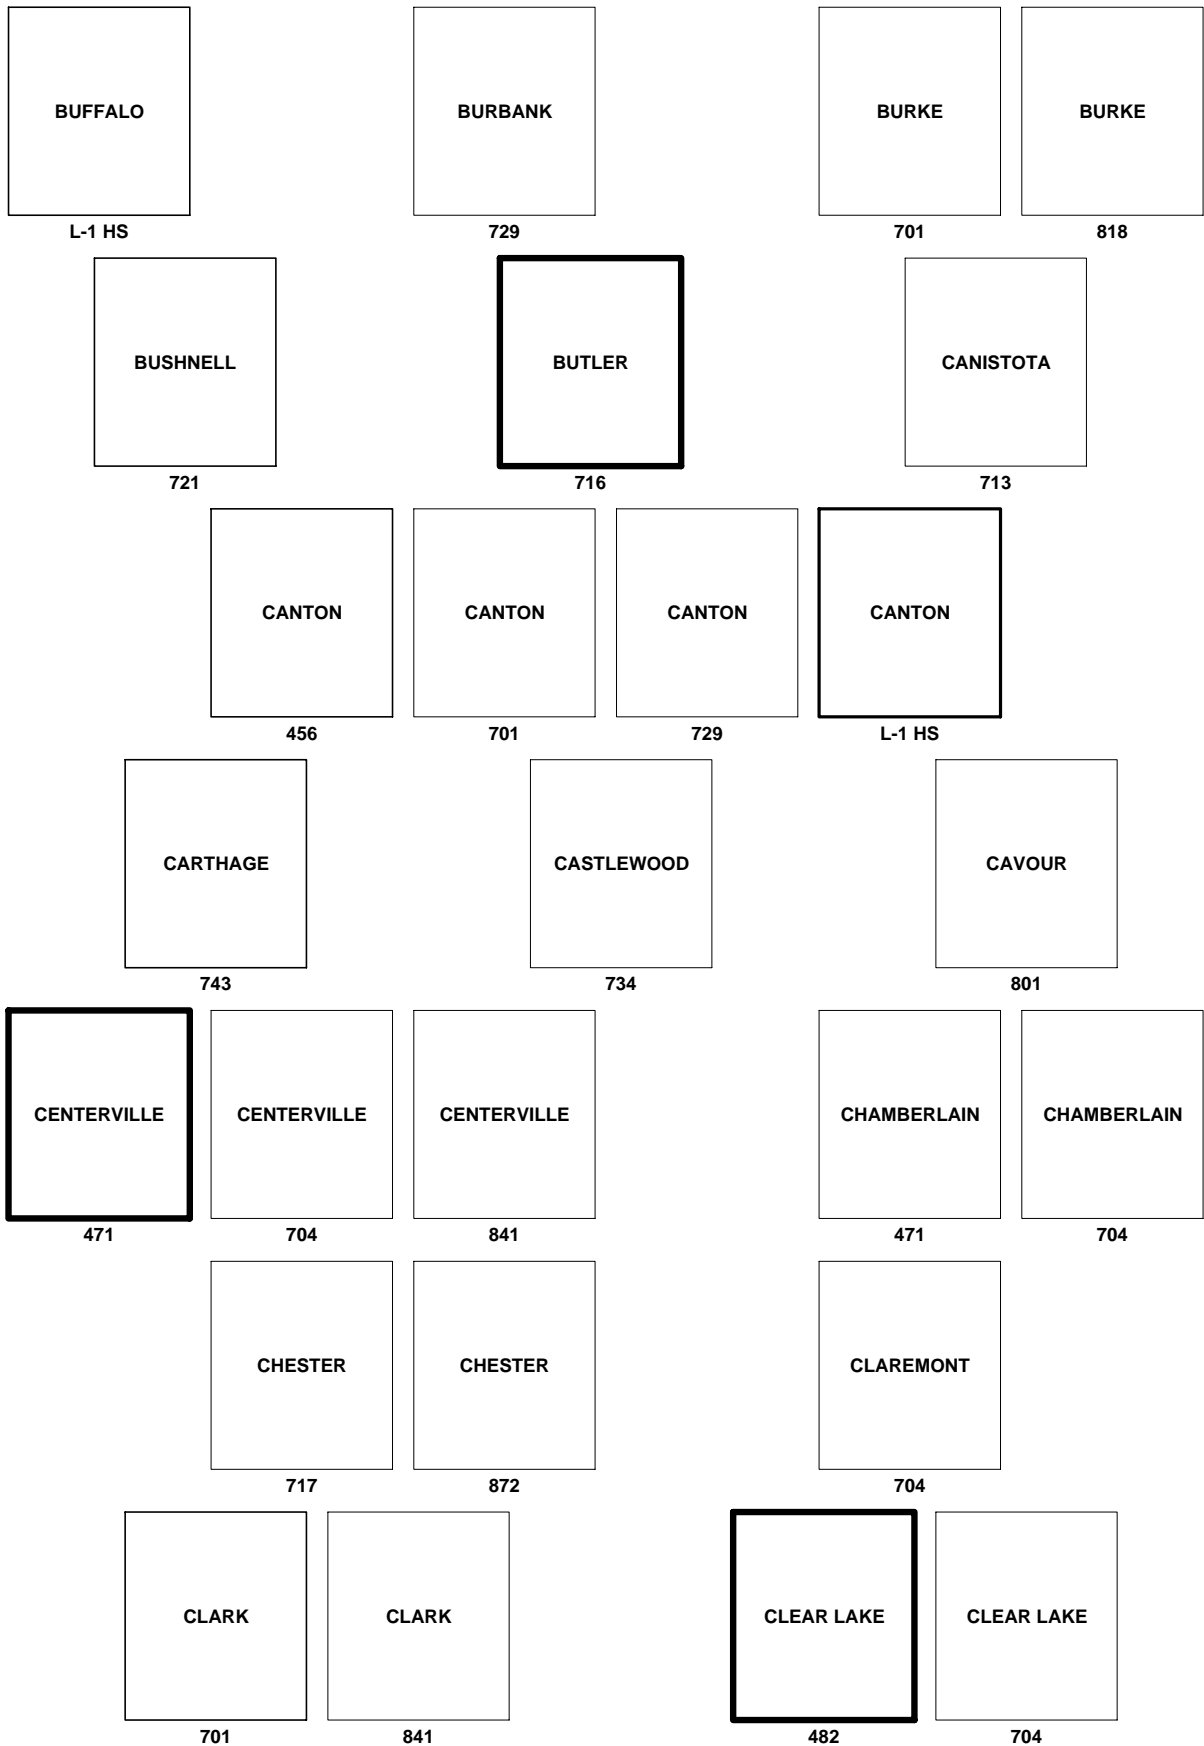 BUFFALO BURBANK BURKE BURKE
L-1 HS 729 701 818
BUSHNELL BUTLER CANISTOTA
721 716 713
CANTON CANTON CANTON CANTON
456 701 729 L-1 HS
CARTHAGE CASTLEWOOD CAVOUR
743 734 801
CENTERVILLE CENTERVILLE CENTERVILLE CHAMBERLAIN CHAMBERLAIN
471 704 841 471 704
CHESTER CHESTER CLAREMONT
717 872 704
CLARK CLARK CLEAR LAKE CLEAR LAKE
701 841 482 704